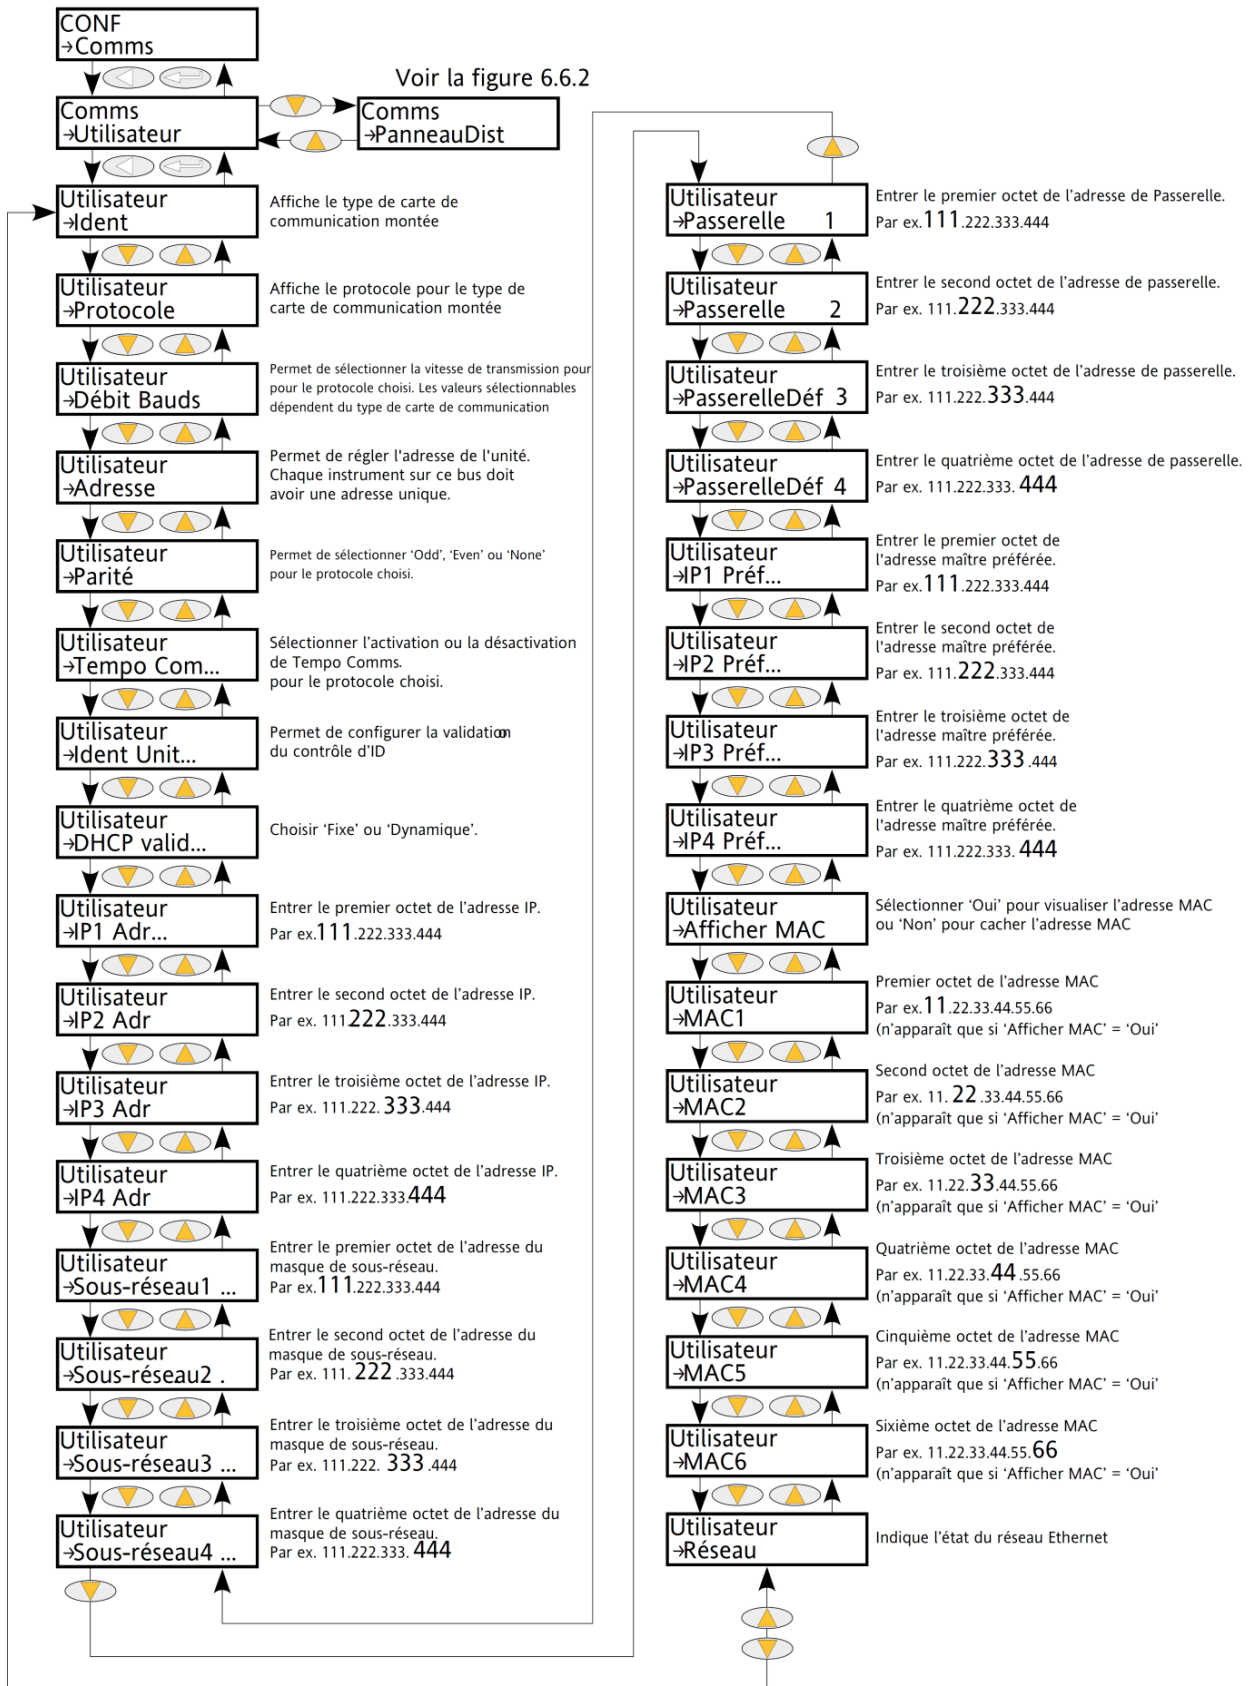 CONF
→Comms
Voir la figure 6.6.2
Comms
→Utilisateur
Comms
→PanneauDist
Utilisateur
→Ident
Affiche le type de carte de
communication montée
Utilisateur
→Protocole
Affiche le protocole pour le type de
carte de communication montée
Utilisateur
→Débit Bauds
Permet de sélectionner la vitesse de transmission pour
pour le protocole choisi. Les valeurs sélectionnables
dépendent du type de carte de communication
Utilisateur
→Adresse
Permet de régler l'adresse de l'unité.
Chaque instrument sur ce bus doit
avoir une adresse unique.
Utilisateur
→Parité
Permet de sélectionner ‘Odd’, ‘Even’ ou ‘None’
pour le protocole choisi.
Utilisateur
→Tempo Com...
Sélectionner l’activation ou la désactivation
de Tempo Comms.
pour le protocole choisi.
Utilisateur
→Ident Unit...
Permet de configurer la validation
du contrôle d’ID
Utilisateur
→DHCP valid...
Choisir ‘Fixe’ ou ‘Dynamique’.
Utilisateur
→IP1 Adr...
Entrer le premier octet de l’adresse IP.
Par ex.111.222.333.444
Utilisateur
→IP2 Adr
Entrer le second octet de l’adresse IP.
Par ex. 111.222.333.444
Utilisateur
→IP3 Adr
Entrer le troisième octet de l’adresse IP.
Par ex. 111.222. 333.444
Utilisateur
→IP4 Adr
Entrer le quatrième octet de l’adresse IP.
Par ex. 111.222.333.444
Utilisateur
→Sous-réseau1 ...
Entrer le premier octet de l’adresse du
masque de sous-réseau.
Par ex.111.222.333.444
Utilisateur
→Sous-réseau2 .
Entrer le second octet de l’adresse du
masque de sous-réseau.
Par ex. 111. 222 .333.444
Utilisateur
→Sous-réseau3 ...
Entrer le troisième octet de l’adresse du
masque de sous-réseau.
Par ex. 111.222. 333 .444
Utilisateur
→Sous-réseau4 ...
Entrer le quatrième octet de l’adresse du
masque de sous-réseau.
Par ex. 111.222.333. 444
Utilisateur
→Passerelle 1
Entrer le premier octet de l’adresse de Passerelle.
Par ex.111.222.333.444
Utilisateur
→Passerelle 2
Entrer le second octet de l’adresse de passerelle.
Par ex. 111.222.333.444
Utilisateur
→PasserelleDéf 3
Entrer le troisième octet de l’adresse de passerelle.
Par ex. 111.222.333.444
Utilisateur
→PasserelleDéf 4
Entrer le quatrième octet de l’adresse de passerelle.
Par ex. 111.222.333. 444
Utilisateur
→IP1 Préf...
Entrer le premier octet de
l'adresse maître préférée.
Par ex.111.222.333.444
Utilisateur
→IP2 Préf...
Entrer le second octet de
l'adresse maître préférée.
Par ex. 111.222.333.444
Utilisateur
→IP3 Préf...
Entrer le troisième octet de
l'adresse maître préférée.
Par ex. 111.222.333 .444
Utilisateur
→IP4 Préf...
Entrer le quatrième octet de
l'adresse maître préférée.
Par ex. 111.222.333. 444
Utilisateur
→Afficher MAC
Sélectionner ‘Oui’ pour visualiser l’adresse MAC
ou ‘Non’ pour cacher l’adresse MAC
Utilisateur
→MAC1
Premier octet de l’adresse MAC
Par ex.11.22.33.44.55.66
(n’apparaît que si ‘Afficher MAC’ = ‘Oui’
Utilisateur
→MAC2
Second octet de l’adresse MAC
Par ex. 11. 22 .33.44.55.66
(n’apparaît que si ‘Afficher MAC’ = ‘Oui’
Utilisateur
→MAC3
Troisième octet de l’adresse MAC
Par ex. 11.22.33.44.55.66
(n’apparaît que si ‘Afficher MAC’ = ‘Oui’
Utilisateur
→MAC4
Quatrième octet de l’adresse MAC
Par ex. 11.22.33.44 .55.66
(n’apparaît que si ‘Afficher MAC’ = ‘Oui’
Utilisateur
→MAC5
Cinquième octet de l’adresse MAC
Par ex. 11.22.33.44.55.66
(n’apparaît que si ‘Afficher MAC’ = ‘Oui’
Utilisateur
→MAC6
Sixième octet de l’adresse MAC
Par ex. 11.22.33.44.55.66
(n’apparaît que si ‘Afficher MAC’ = ‘Oui’
Utilisateur
→Réseau
Indique l’état du réseau Ethernet